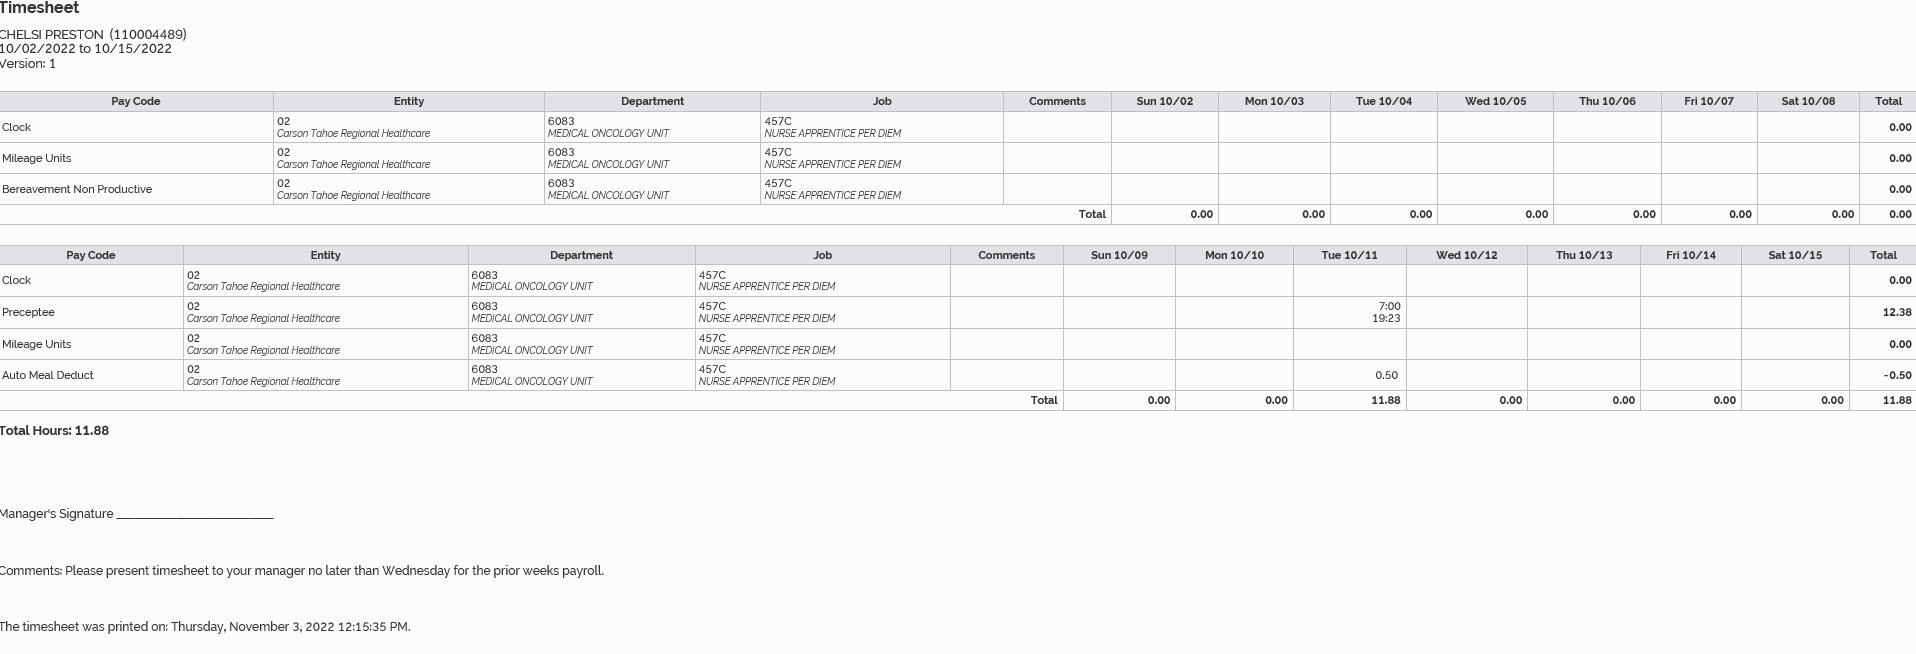 Timesheet
CHELSI PRESTON (110004489)
10/02/2022 to 10/15/2022
Version: 1
Pay Code Entity Department Job Comments Sun 10/02 Mon 10/03 Tue 10/04 Wed 10/05 Thu 10/06 Fri 10/07 Sat 10/08 Total
Clock 02 6083 457C 0.00
Carson Tahoe Regional Healthcare MEDICAL ONCOLOGY UNIT NURSE APPRENTICE PER DIEM
Mileage Units 02 6083 457C 0.00
Carson Tahoe Regional Healthcare MEDICAL ONCOLOGY UNIT NURSE APPRENTICE PER DIEM
Bereavement Non Productive 02 6083 457C 0.00
Carson Tahoe Regional Healthcare MEDICAL ONCOLOGY UNIT NURSE APPRENTICE PER DIEM
Total 0.00 0.00 0.00 0.00 0.00 0.00 0.00 0.00
Pay Code Entity Department Job Comments Sun 10/09 Mon 10/10 Tue 10/11 Wed 10/12 Thu 10/13 Fri 10/14 Sat 10/15 Total
Clock 02 6083 457C 0.00
Carson Tahoe Regional Healthcare MEDICAL ONCOLOGY UNIT NURSE APPRENTICE PER DIEM
Preceptee 02 6083 457C 7:00 12.38
Carson Tahoe Regional Healthcare MEDICAL ONCOLOGY UNIT NURSE APPRENTICE PER DIEM 19:23
Mileage Units 02 6083 457C 0.00
Carson Tahoe Regional Healthcare MEDICAL ONCOLOGY UNIT NURSE APPRENTICE PER DIEM
Auto Meal Deduct 02 6083 457C 0.50 -0.50
Carson Tahoe Regional Healthcare MEDICAL ONCOLOGY UNIT NURSE APPRENTICE PER DIEM
Total 0.00 0.00 11.88 0.00 0.00 0.00 0.00 11.88
Total Hours: 11.88
Manager's Signature ________________________
Comments: Please present timesheet to your manager no later than Wednesday for the prior weeks payroll.
The timesheet was printed on: Thursday, November 3, 2022 12:15:35 PM.